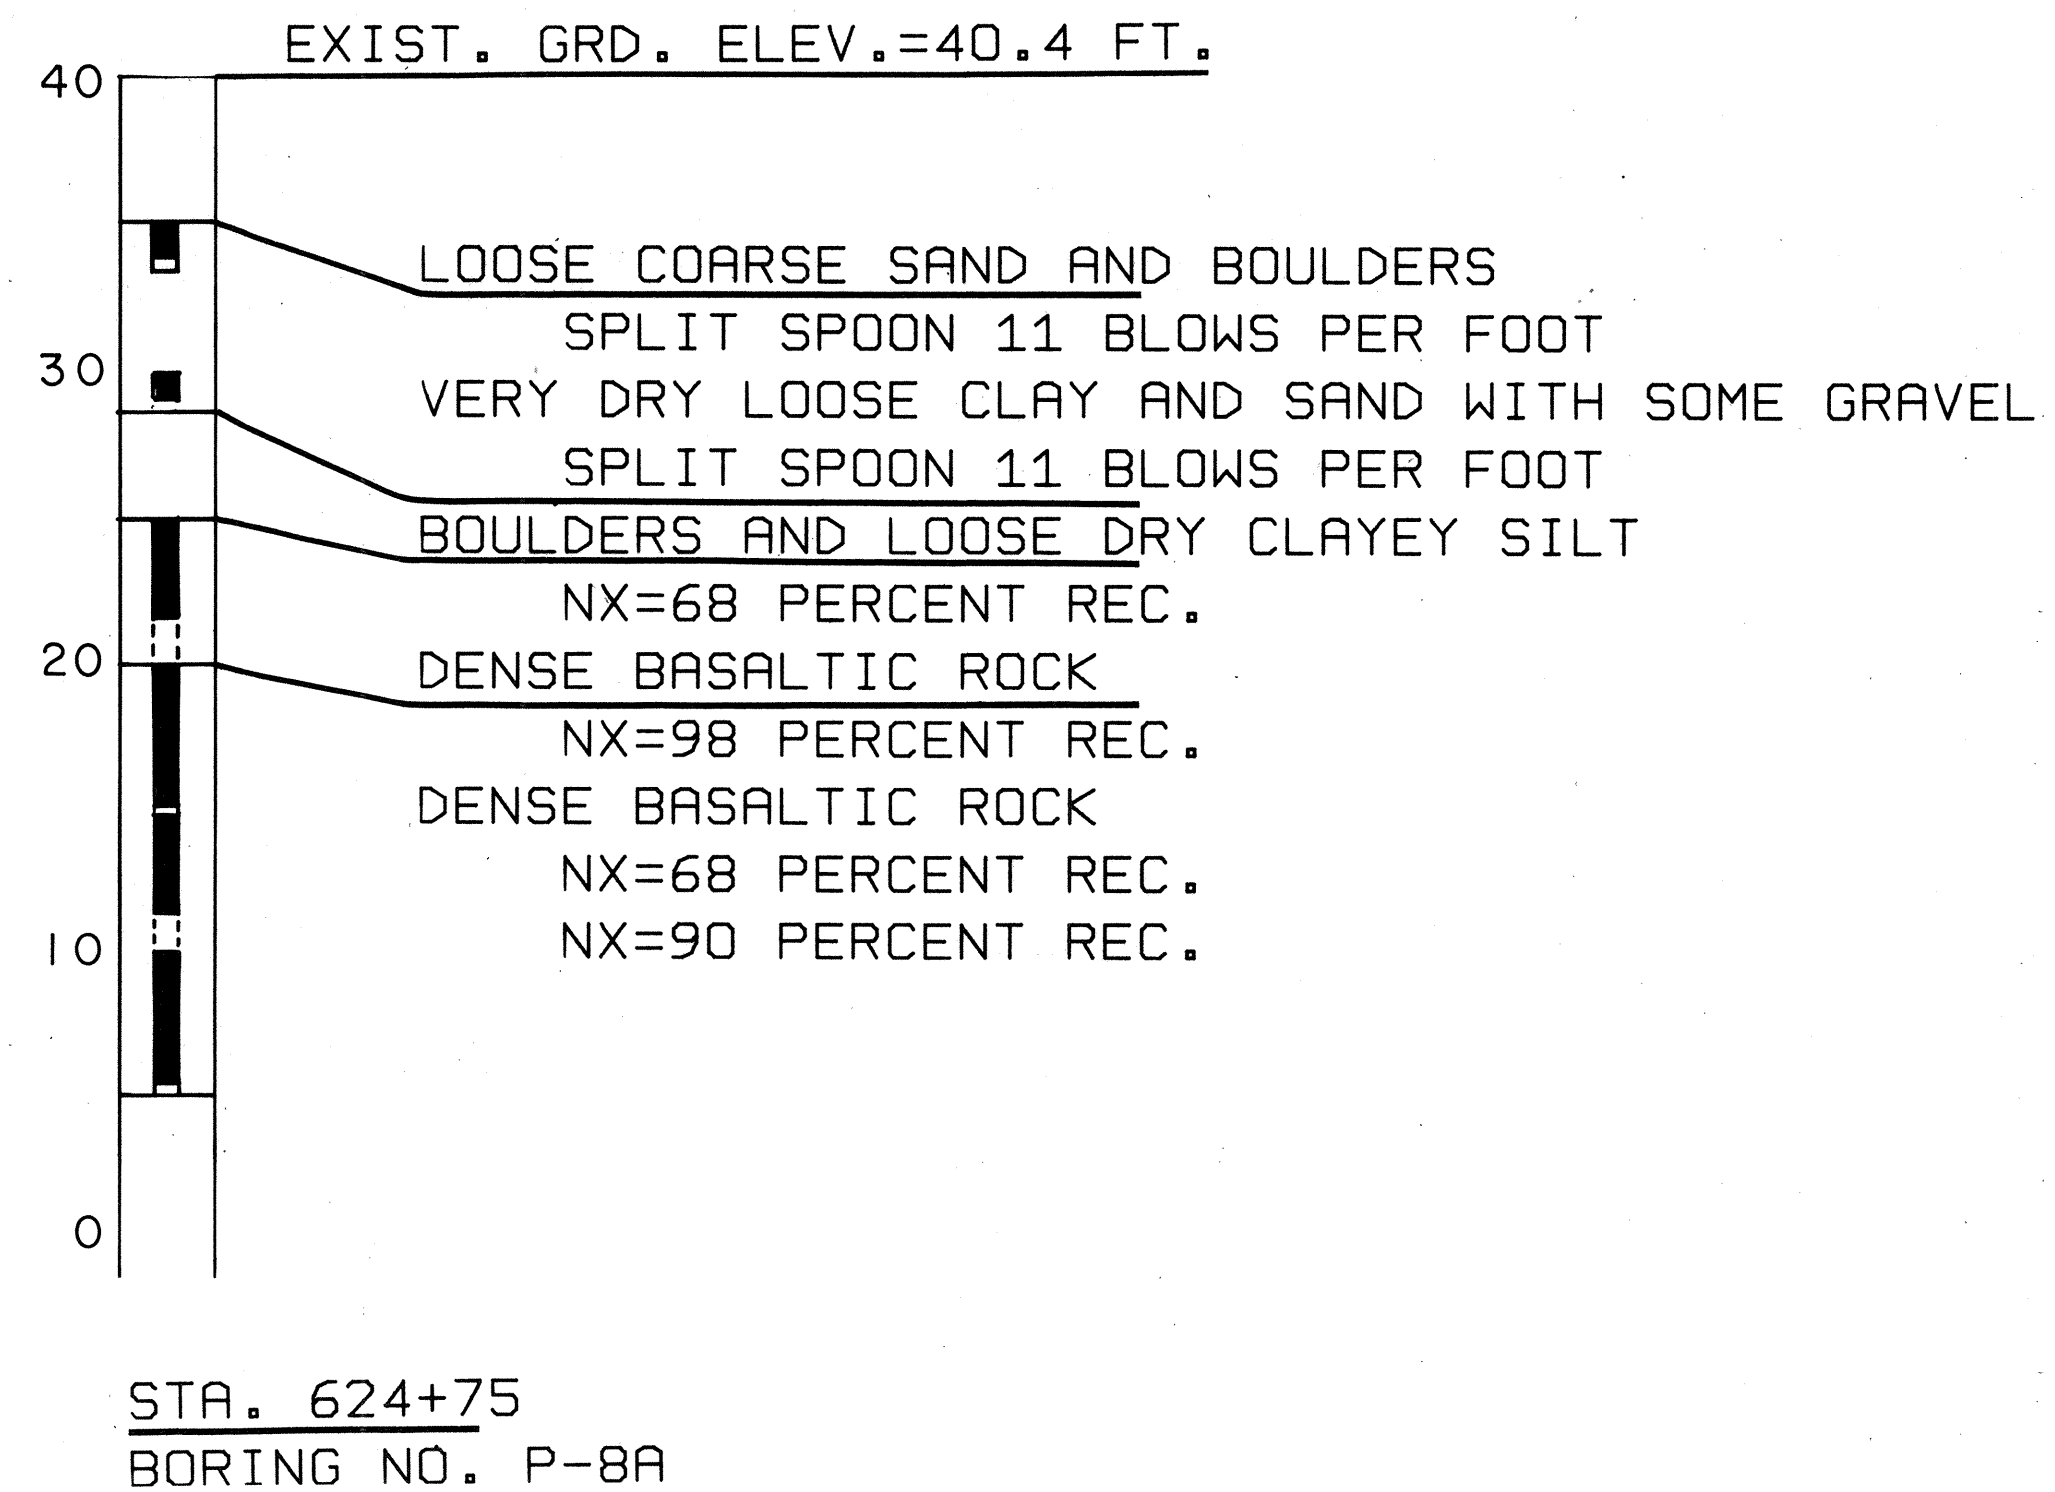 EXIST. GRD. ELEV.=40.4 FT.
40
LOOSE COARSE SAND AND BOULDERS
SPLIT SPOON 11 BLOWS PER FOOT
30
VERY DRY LOOSE CLAY AND SAND WITH SOME GRAVEL
SPLIT SPOON 11 BLOWS PER FOOT
BOULDERS AND LOOSE DRY CLAYEY SILT
NX=68 PERCENT REC.
20
DENSE BASALTIC ROCK
NX=98 PERCENT REC.
DENSE BASALTIC ROCK
NX=68 PERCENT REC.
10
NX=90 PERCENT REC.
0
STA. 624+75
BORING NO. P-8A